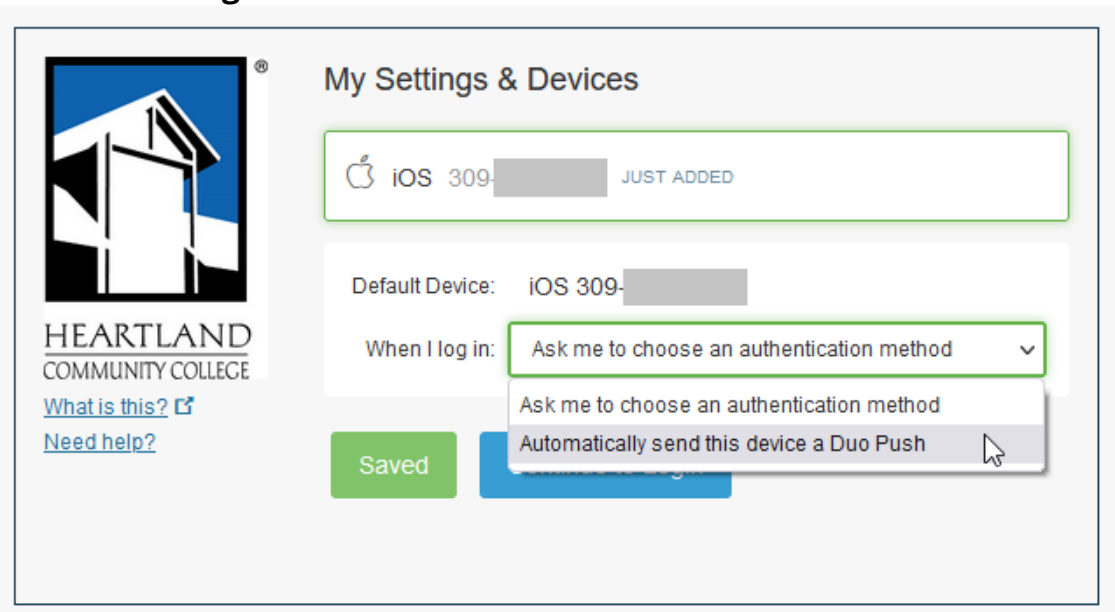 ®
HEARTLAND
COMMUNITY COLLEGE
What is this?
Need help?
My Settings & Devices
iOS 309- JUST ADDED
Default Device: iOS 309-
When I log in: Ask me to choose an authentication method
Ask me to choose an authentication method
Automatically send this device a Duo Push
Saved